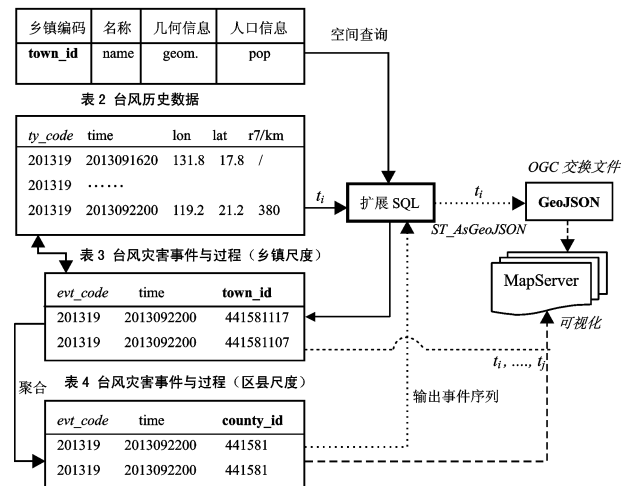 乡镇编码 名称 几何信息 人口信息
town_id name geom. pop
空间查询
表 2 台风历史数据
ty_code time lon lat r7/km
201319 2013091620 131.8 17.8 /
201319 ……
201319 2013092200 119.2 21.2 380
ti
扩展 SQL
ti
ST_AsGeoJSON
OGC 交换文件
GeoJSON
MapServer
可视化
表 3 台风灾害事件与过程（乡镇尺度）
evt_code time town_id
201319 2013092200 441581117
201319 2013092200 441581107
ti , …., tj
聚合
表 4 台风灾害事件与过程（区县尺度）
输出事件序列
evt_code time county_id
201319 2013092200 441581
201319 2013092200 441581